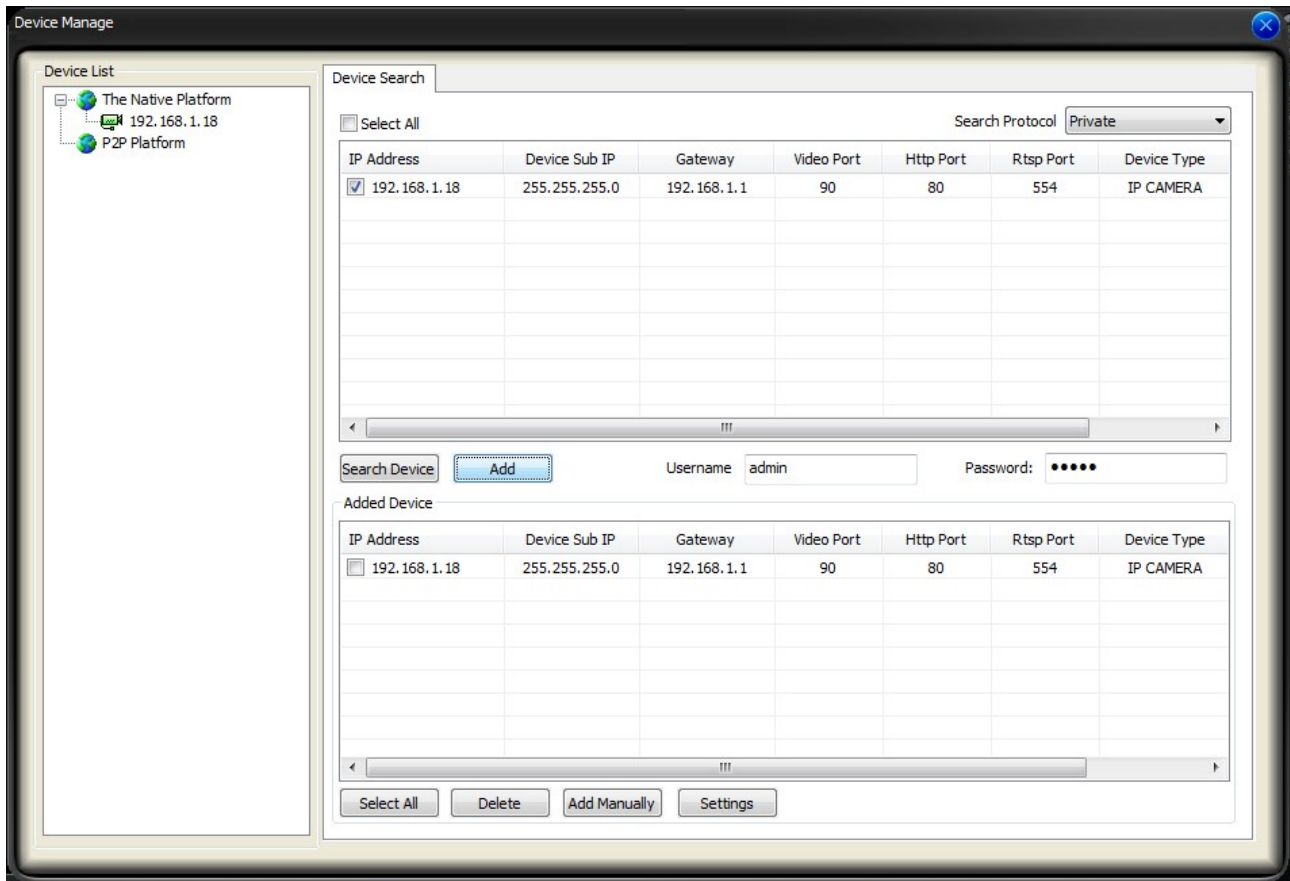 Device Manage
Device List
The Native Platform
192.168.1.18
P2P Platform
Device Search
Select All
Search Protocol Private
IP Address Device Sub IP Gateway Video Port Http Port Rtsp Port Device Type
192.168.1.18 255.255.255.0 192.168.1.1 90 80 554 IP CAMERA
Search Device Add Username admin Password: •••••
Added Device
IP Address Device Sub IP Gateway Video Port Http Port Rtsp Port Device Type
192.168.1.18 255.255.255.0 192.168.1.1 90 80 554 IP CAMERA
Select All Delete Add Manually Settings